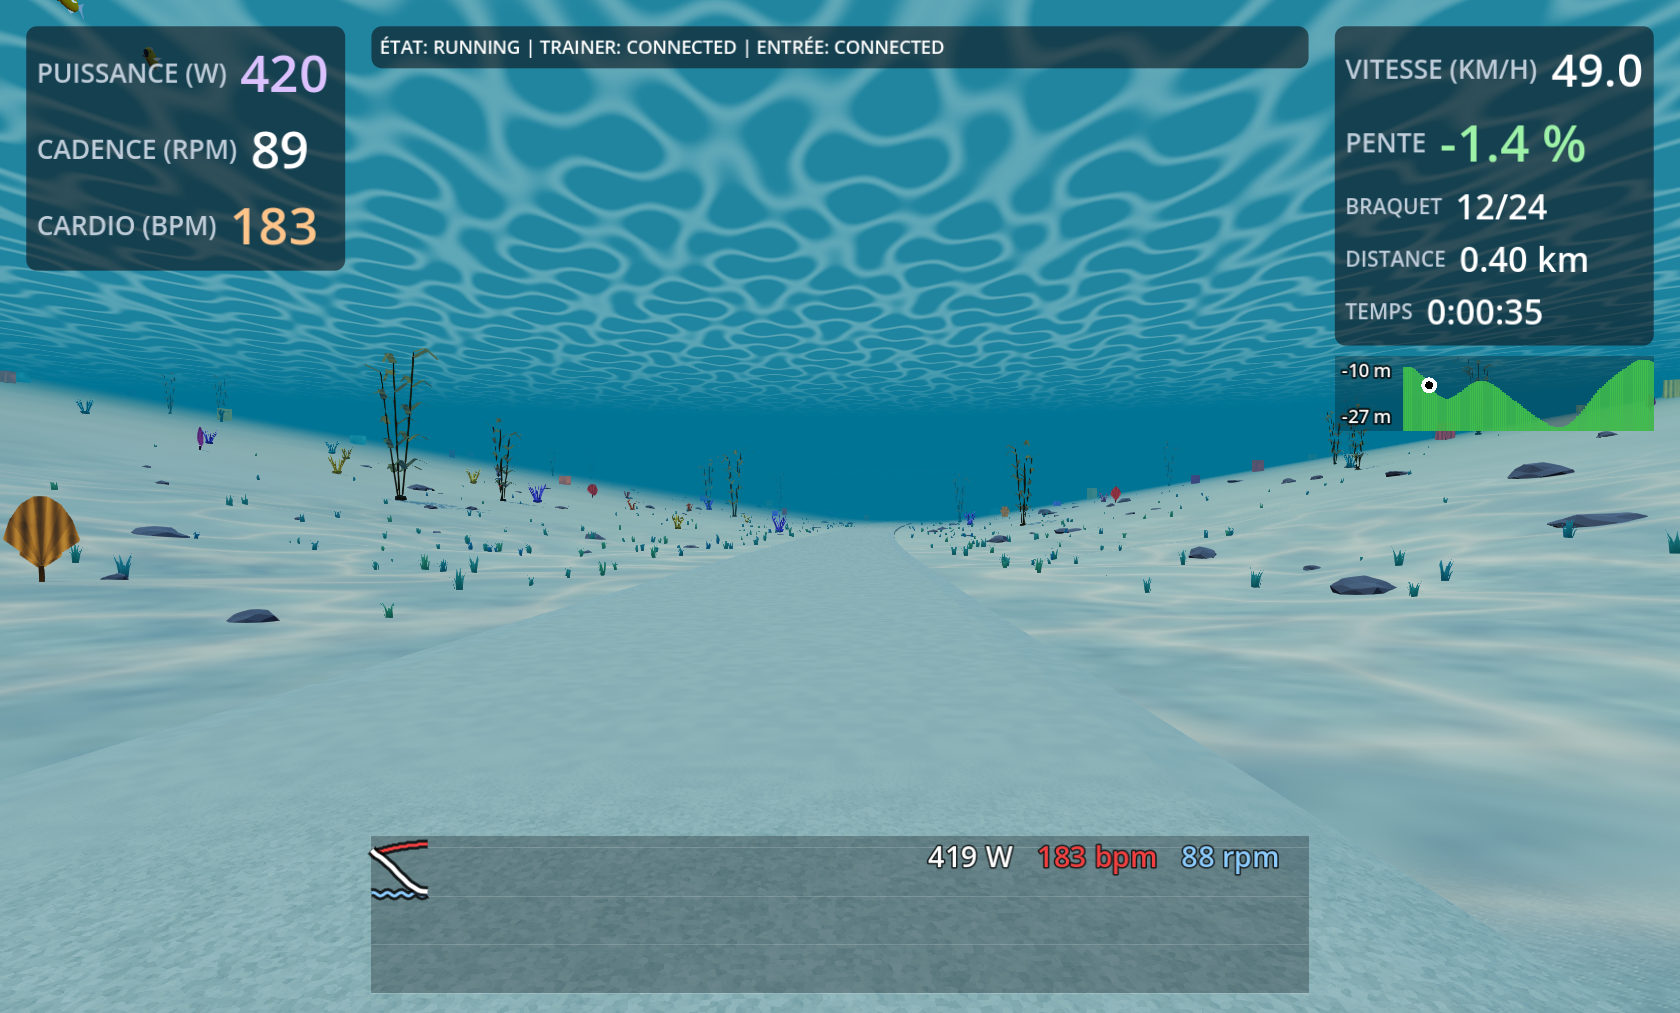 PUISSANCE (W) 420
CADENCE (RPM) 89
CARDIO (BPM) 183
ÉTAT: RUNNING | TRAINER: CONNECTED | ENTRÉE: CONNECTED
VITESSE (KM/H) 49.0
PENTE -1.4 %
BRAQUET 12/24
DISTANCE 0.40 km
TEMPS 0:00:35
-10 m
-27 m
419 W 183 bpm 88 rpm